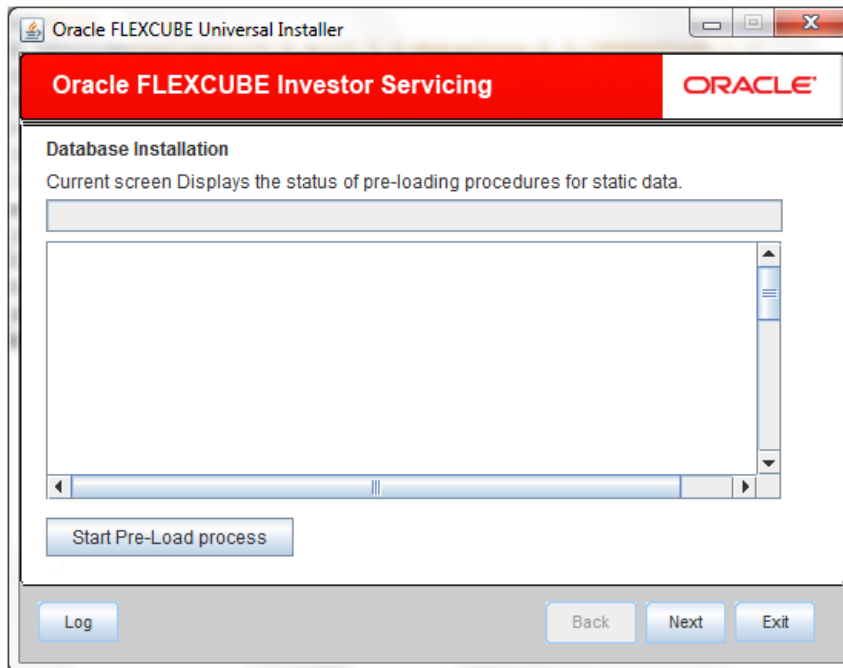 Oracle FLEXCUBE Universal Installer
Oracle FLEXCUBE Investor Servicing
ORACLE
Database Installation
Current screen Displays the status of pre-loading procedures for static data.
Start Pre-Load process
Log
Back
Next
Exit